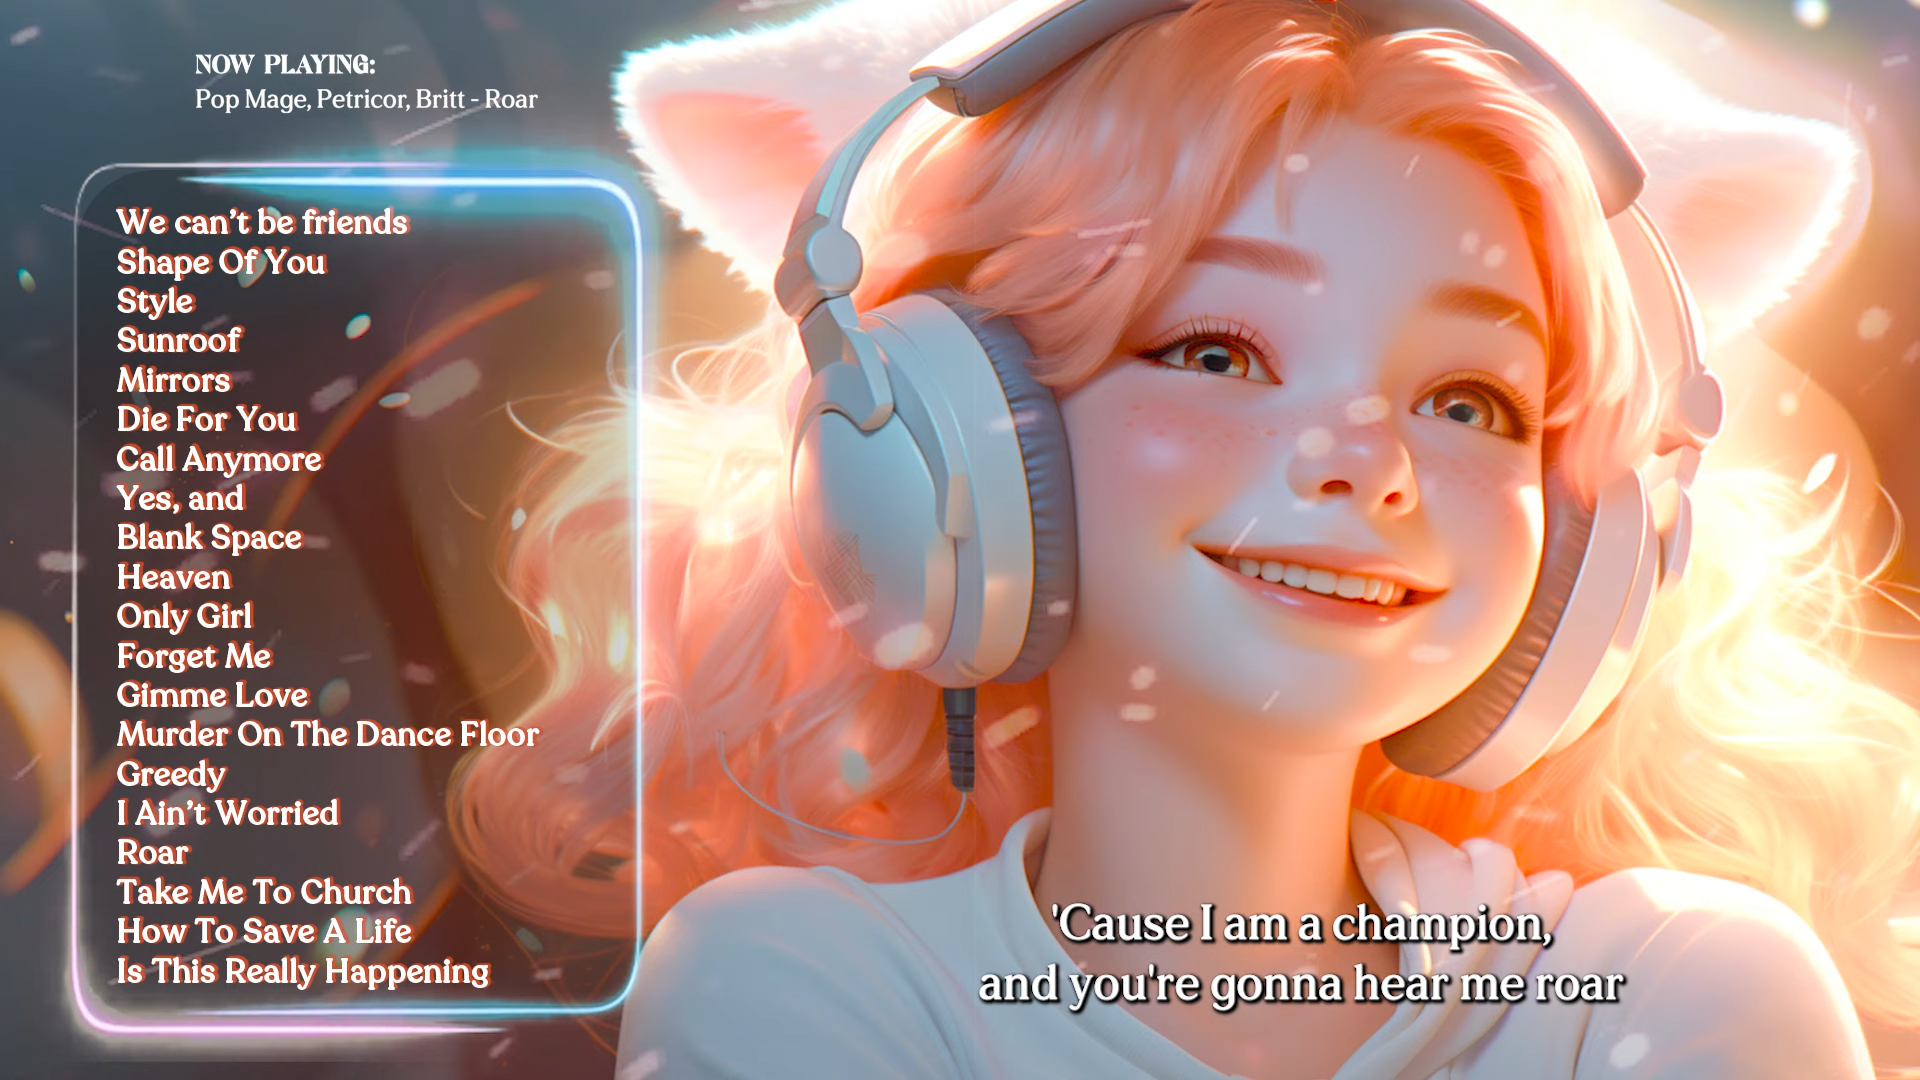 NOW PLAYING:
Pop Mage, Petricor, Britt - Roar
We can’t be friends
Shape Of You
Style
Sunroof
Mirrors
Die For You
Call Anymore
Yes, and
Blank Space
Heaven
Only Girl
Forget Me
Gimme Love
Murder On The Dance Floor
Greedy
I Ain’t Worried
Roar
Take Me To Church
How To Save A Life
Is This Really Happening
'Cause I am a champion,
and you're gonna hear me roar